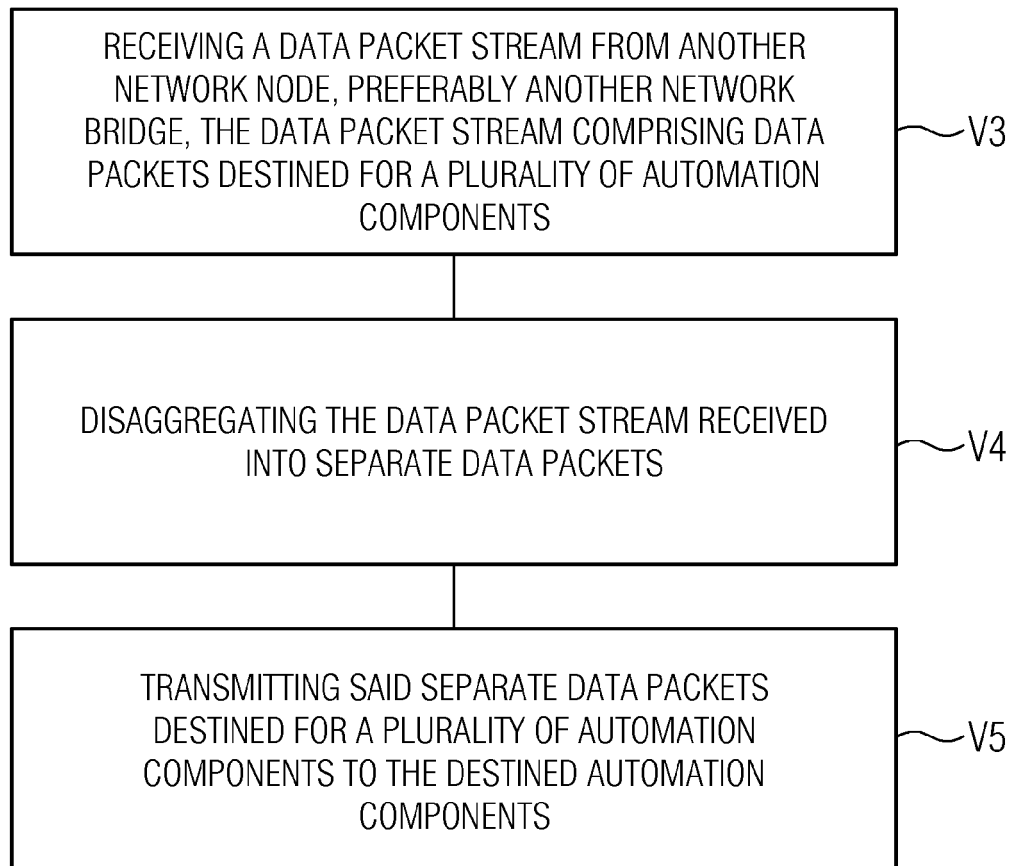 RECEIVING A DATA PACKET STREAM FROM ANOTHER
NETWORK NODE, PREFERABLY ANOTHER NETWORK
BRIDGE, THE DATA PACKET STREAM COMPRISING DATA
PACKETS DESTINED FOR A PLURALITY OF AUTOMATION
COMPONENTS
V3
DISAGGREGATING THE DATA PACKET STREAM RECEIVED
INTO SEPARATE DATA PACKETS
V4
TRANSMITTING SAID SEPARATE DATA PACKETS
DESTINED FOR A PLURALITY OF AUTOMATION
COMPONENTS TO THE DESTINED AUTOMATION
COMPONENTS
V5